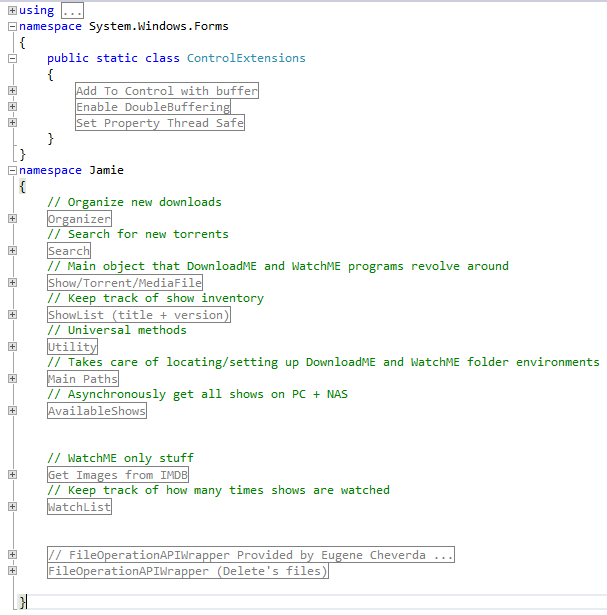 using ...
namespace System.Windows.Forms
{
public static class ControlExtensions
{
Add To Control with buffer
Enable DoubleBuffering
Set Property Thread Safe
}
}
namespace Jamie
{
// Organize new downloads
Organizer
// Search for new torrents
Search
// Main object that DownloadME and WatchME programs revolve around
Show/Torrent/MediaFile
// Keep track of show inventory
ShowList (title + version)
// Universal methods
Utility
// Takes care of locating/setting up DownloadME and WatchME folder environments
Main Paths
// Asynchronously get all shows on PC + NAS
AvailableShows
// WatchME only stuff
Get Images from IMDB
// Keep track of how many times shows are watched
WatchList
// FileOperationAPIWrapper Provided by Eugene Cheverda ...
FileOperationAPIWrapper (Delete's files)
}